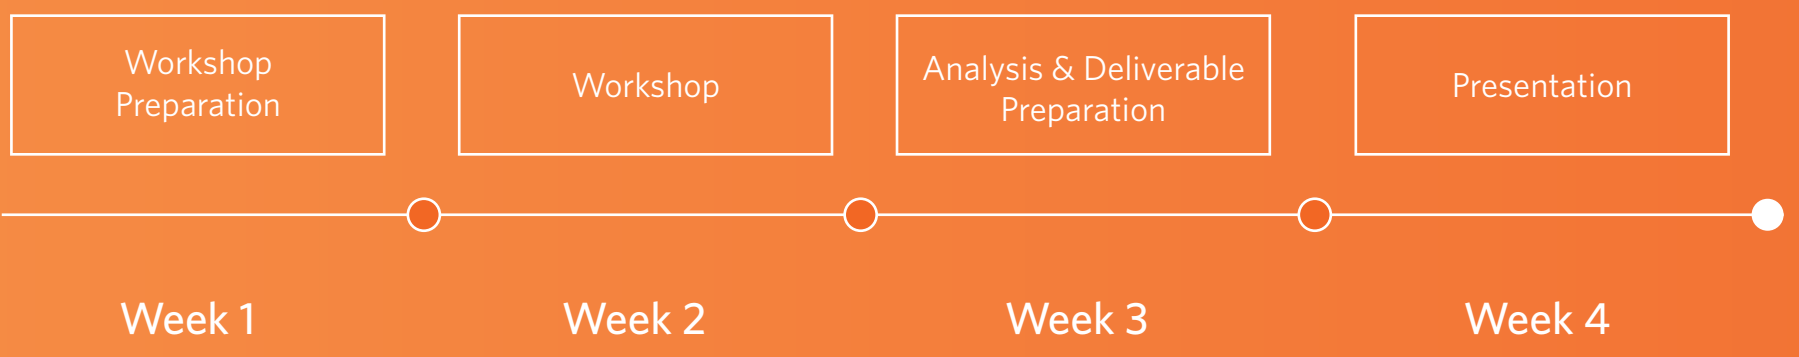 Workshop
Preparation
Workshop
Analysis & Deliverable
Preparation
Presentation
Week 1
Week 2
Week 3
Week 4